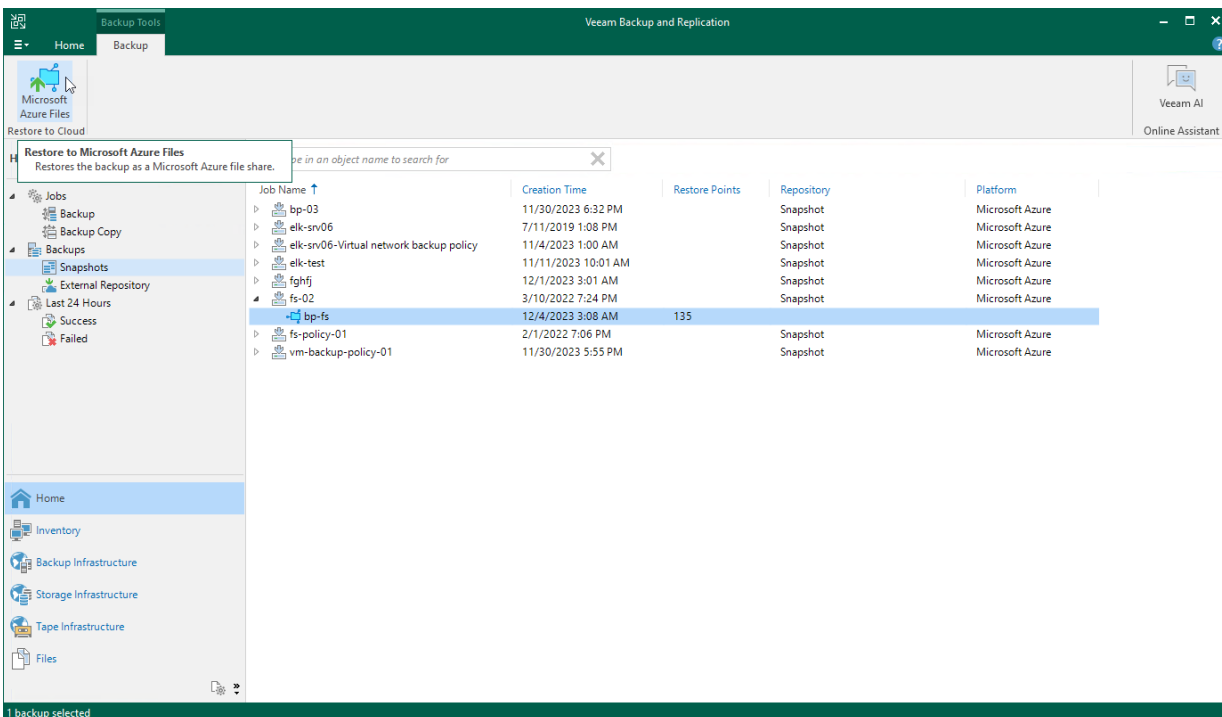 Backup Tools
Veeam Backup and Replication
Home
Backup
?
Microsoft
Azure Files
Restore to Cloud
Veeam AI
Online Assistant
Restore to Microsoft Azure Files
Restores the backup as a Microsoft Azure file share.
in an object name to search for
Jobs
Backup
Backup Copy
Backups
Snapshots
External Repository
Last 24 Hours
Success
Failed
Job Name Creation Time Restore Points Repository Platform
bp-03 11/30/2023 6:32 PM Snapshot Microsoft Azure
elk-srv06 7/11/2019 1:08 PM Snapshot Microsoft Azure
elk-srv06-Virtual network backup policy 11/4/2023 1:00 AM Snapshot Microsoft Azure
elk-test 11/11/2023 10:01 AM Snapshot Microsoft Azure
fghfj 12/1/2023 3:01 AM Snapshot Microsoft Azure
fs-02 3/10/2022 7:24 PM Snapshot Microsoft Azure
bp-fs 12/4/2023 3:08 AM 135
fs-policy-01 2/1/2022 7:06 PM Snapshot Microsoft Azure
vm-backup-policy-01 11/30/2023 5:55 PM Snapshot Microsoft Azure
Home
Inventory
Backup Infrastructure
Storage Infrastructure
Tape Infrastructure
Files
1 backup selected